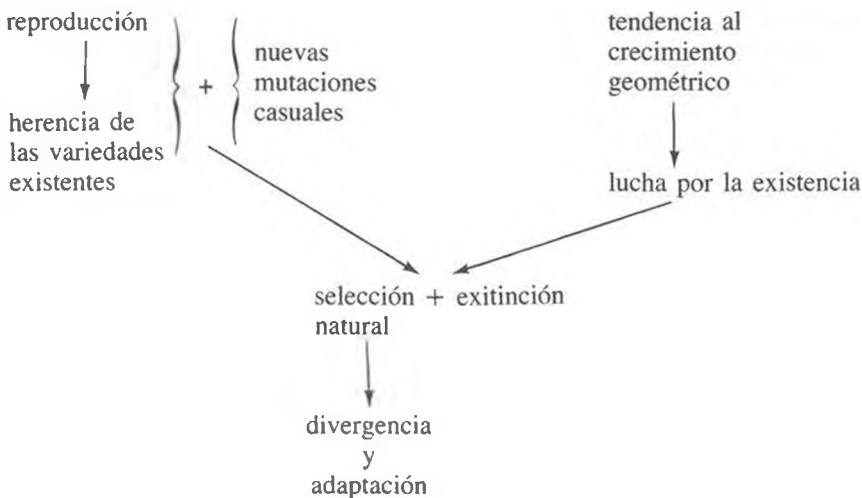 reproducción
herencia de
las variedades
existentes
+
nuevas
mutaciones
casuales
tendencia al
crecimiento
geométrico
lucha por la existencia
selección + exitinción
natural
divergencia
y
adaptación